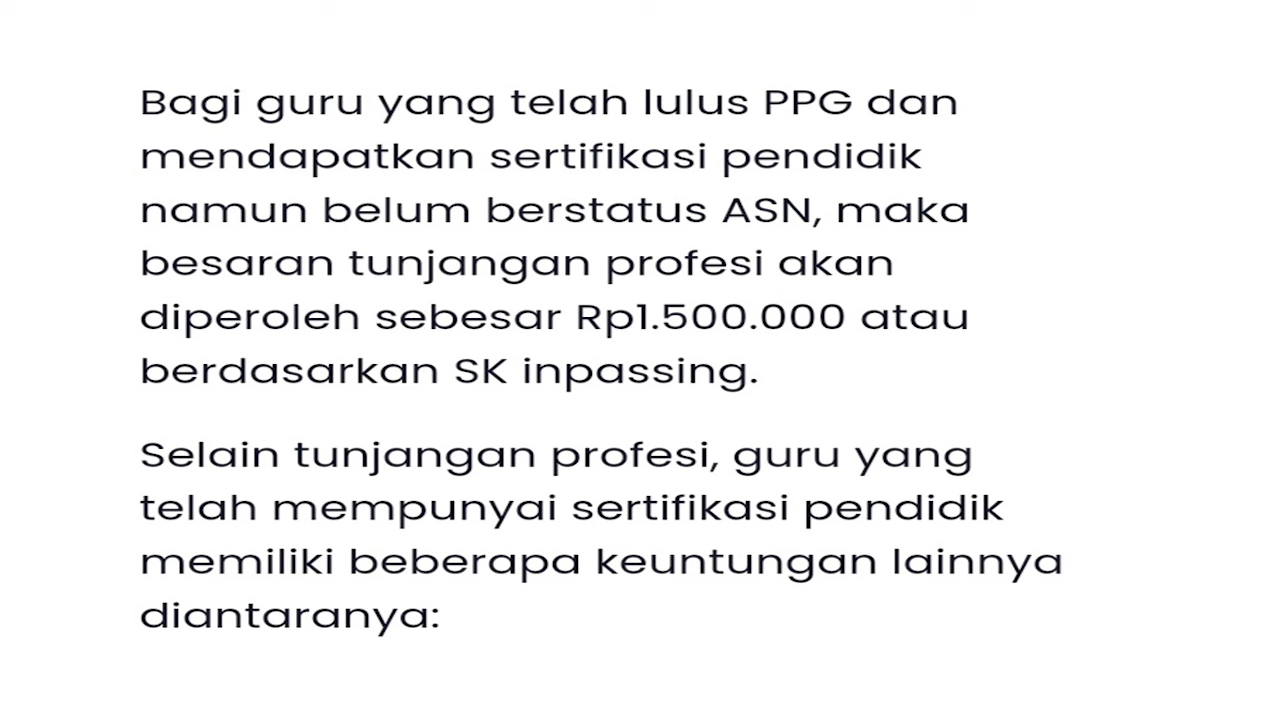 Bagi guru yang telah lulus PPG dan
mendapatkan sertifikasi pendidik
namun belum berstatus ASN, maka
besaran tunjangan profesi akan
diperoleh sebesar Rp1.500.000 atau
berdasarkan SK inpassing.
Selain tunjangan profesi, guru yang
telah mempunyai sertifikasi pendidik
memiliki beberapa keuntungan lainnya
diantaranya: